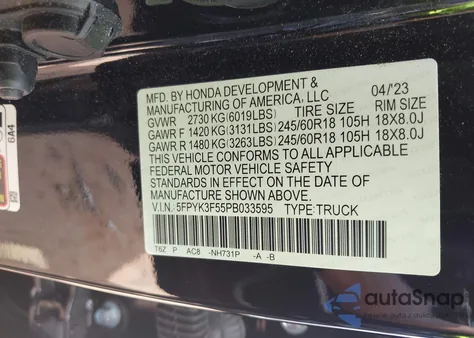 MFD. BY HONDA DEVELOPMENT &
MANUFACTURING OF AMERICA, LLC 04/'23
GVWR 2730 KG (6019LBS) TIRE SIZE RIM SIZE
GAWR F 1420 KG (3131LBS) 245/60R18 105H 18X8.0J
GAWR R 1480 KG (3263LBS) 245/60R18 105H 18X8.0J
THIS VEHICLE CONFORMS TO ALL APPLICABLE
FEDERAL MOTOR VEHICLE SAFETY
STANDARDS IN EFFECT ON THE DATE OF
MANUFACTURE SHOWN ABOVE.
V.I.N. 5FPYK3F55PB033595 TYPE:TRUCK
T6Z P AC8 -NH731P -A -B
6A4
autoSnap